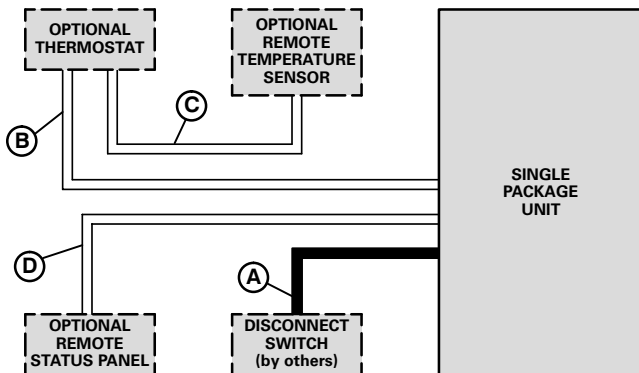 OPTIONAL
THERMOSTAT
OPTIONAL
REMOTE
TEMPERATURE
SENSOR
B
C
SINGLE
PACKAGE
UNIT
D
A
OPTIONAL
REMOTE
STATUS PANEL
DISCONNECT
SWITCH
(by others)